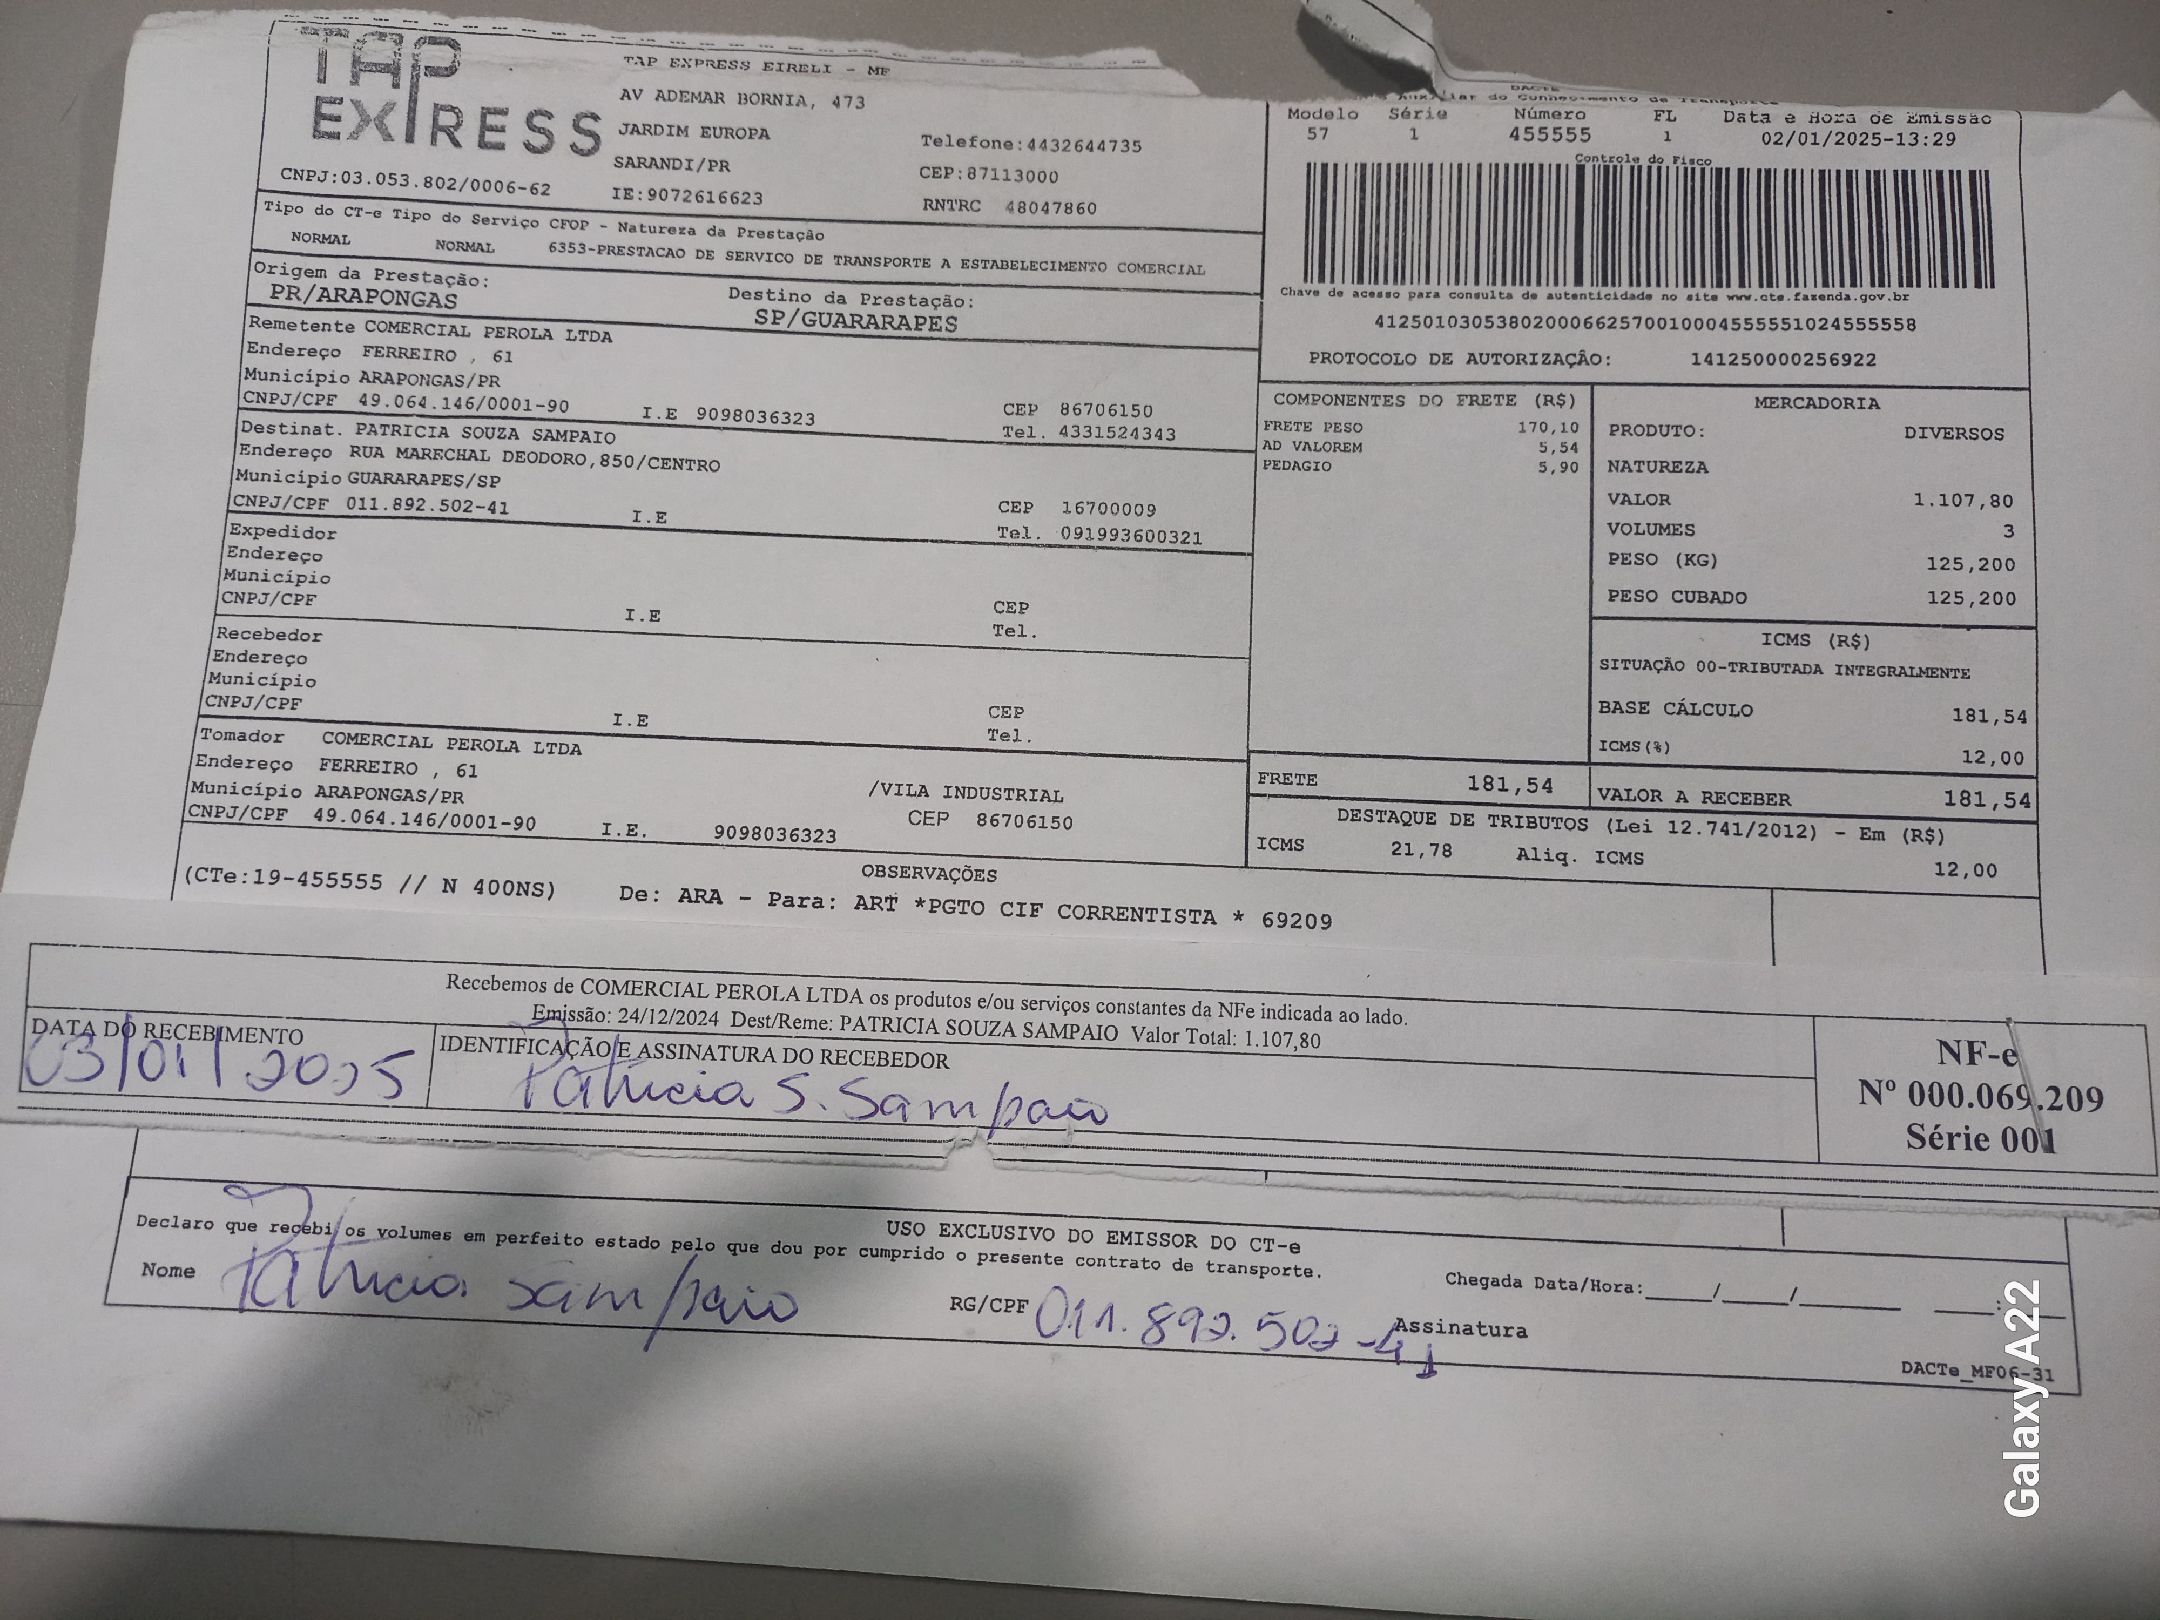 TAP
EXPRESS
CNPJ:03.053.802/0006-62
TAP EXPRESS EIRELI - ME
AV ADEMAR BORNIA, 473
JARDIM EUROPA
SARANDI/PR
IE:9072616623
Telefone:4432644735
CEP:87113000
RNTRC 48047860
DACTE
Auxiliar do Conhecimento de Transporte
Modelo Série Número FL Data e Hora de Emissão
57 1 455555 1 02/01/2025-13:29
Controle do Fisco
Chave de acesso para consulta de autenticidade no site www.cte.fazenda.gov.br
41250103053802000662570010004555551024555558
PROTOCOLO DE AUTORIZAÇÂO: 141250000256922
Tipo do CT-e Tipo do Serviço CFOP - Natureza da Prestação
NORMAL NORMAL 6353-PRESTACAO DE SERVICO DE TRANSPORTE A ESTABELECIMENTO COMERCIAL
Origem da Prestação: Destino da Prestação:
PR/ARAPONGAS SP/GUARARAPES
Remetente COMERCIAL PEROLA LTDA
Endereço FERREIRO , 61
Município ARAPONGAS/PR CEP 86706150
CNPJ/CPF 49.064.146/0001-90 I.E 9098036323 Tel. 4331524343
Destinat. PATRICIA SOUZA SAMPAIO
Endereço RUA MARECHAL DEODORO,850/CENTRO
Município GUARARAPES/SP CEP 16700009
CNPJ/CPF 011.892.502-41 I.E Tel. 091993600321
Expedidor
Endereço
Município CEP
CNPJ/CPF I.E Tel.
Recebedor
Endereço
Município CEP
CNPJ/CPF I.E Tel.
Tomador COMERCIAL PEROLA LTDA
Endereço FERREIRO , 61 /VILA INDUSTRIAL
Município ARAPONGAS/PR CEP 86706150
CNPJ/CPF 49.064.146/0001-90 I.E. 9098036323
COMPONENTES DO FRETE (R$)
FRETE PESO 170,10
AD VALOREM 5,54
PEDAGIO 5,90
MERCADORIA
PRODUTO: DIVERSOS
NATUREZA
VALOR 1.107,80
VOLUMES 3
PESO (KG) 125,200
PESO CUBADO 125,200
ICMS (R$)
SITUAÇÃO 00-TRIBUTADA INTEGRALMENTE
BASE CÁLCULO 181,54
ICMS(%) 12,00
FRETE 181,54 VALOR A RECEBER 181,54
DESTAQUE DE TRIBUTOS (Lei 12.741/2012) - Em (R$)
ICMS 21,78 Aliq. ICMS 12,00
OBSERVAÇÕES
(CTe:19-455555 // N 400NS) De: ARA - Para: ART *PGTO CIF CORRENTISTA * 69209
Recebemos de COMERCIAL PEROLA LTDA os produtos e/ou serviços constantes da NFe indicada ao lado.
Emissão: 24/12/2024 Dest/Reme: PATRICIA SOUZA SAMPAIO Valor Total: 1.107,80
DATA DO RECEBIMENTO IDENTIFICAÇÃO E ASSINATURA DO RECEBEDOR
03/01/2025 Patricia S. Sampaio
NF-e
Nº 000.069.209
Série 001
USO EXCLUSIVO DO EMISSOR DO CT-e
Declaro que recebi os volumes em perfeito estado pelo que dou por cumprido o presente contrato de transporte.
Nome Patricia Sampaio RG/CPF 011.892.502-41 Assinatura
Chegada Data/Hora:_____/_____/________ ____:____
DACTe_MF06-31
Galaxy A22